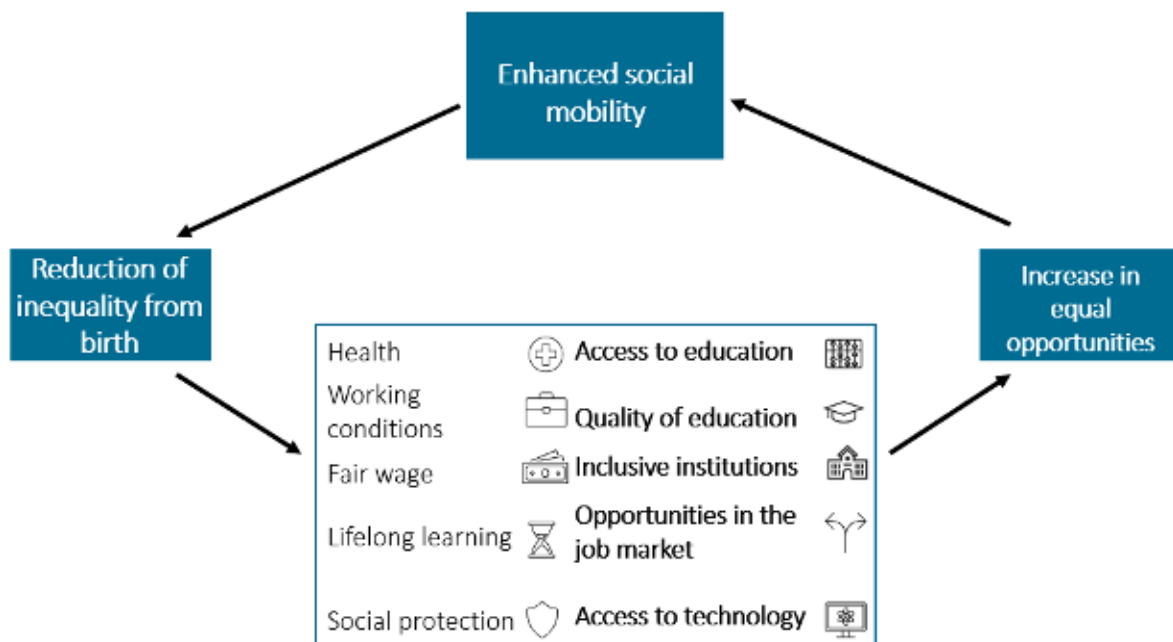 Enhanced social
mobility
Reduction of
inequality from
birth
Increase in
equal
opportunities
Health
Access to education
Working
conditions
Quality of education
Fair wage
Inclusive institutions
Lifelong learning
Opportunities in the
job market
Social protection
Access to technology